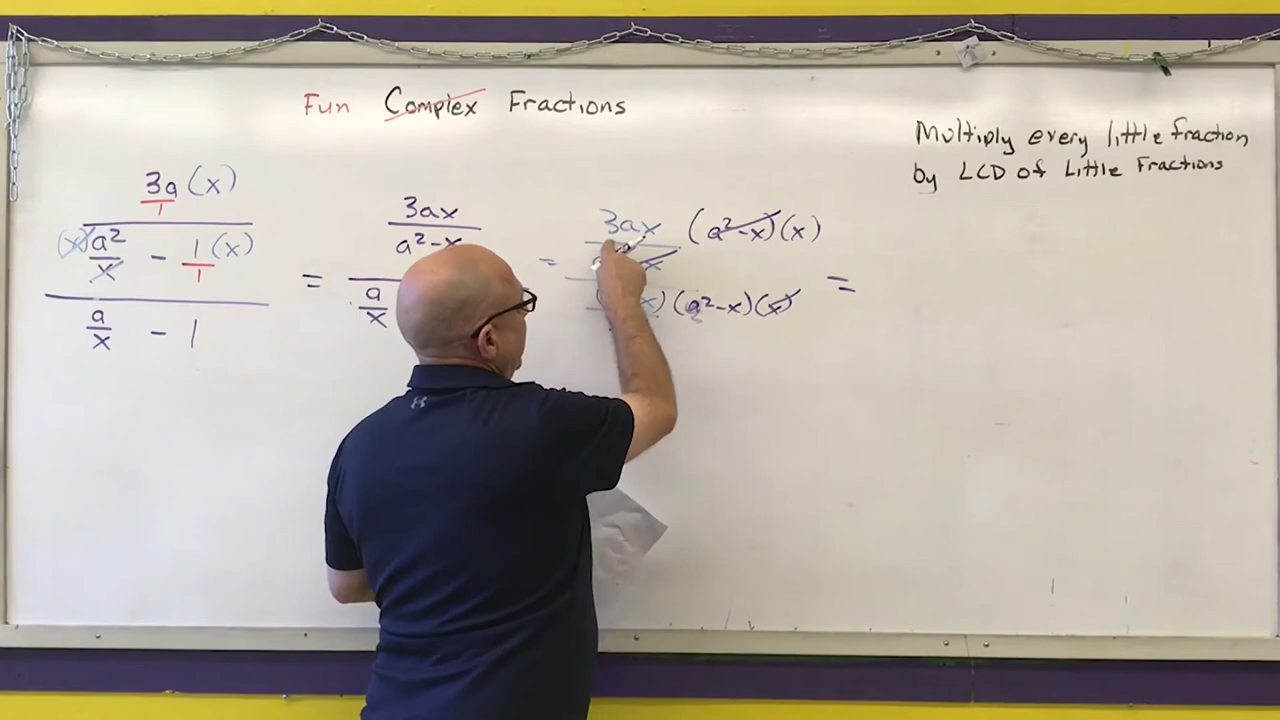 Fun Complex Fractions
Multiply every little fraction
by LCD of Little Fractions
3a (x)
1
(x) a² - 1 (x)
x 1
a - 1
x
=
3ax
a² - x
a
x
=
3ax (a² - x)(x)
x
x) (a² - x)(x)
=